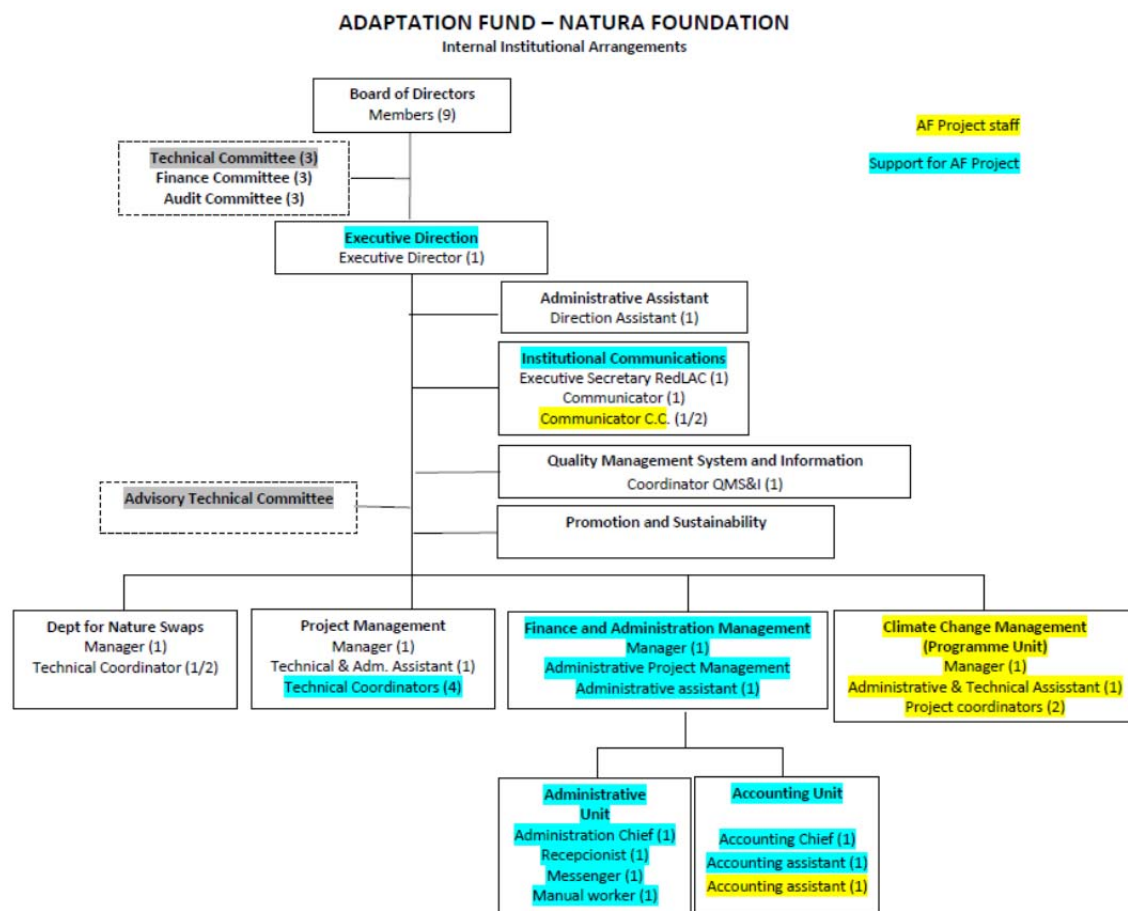 ADAPTATION FUND – NATURA FOUNDATION
Internal Institutional Arrangements
Board of Directors
Members (9)
AF Project staff
Support for AF Project
Technical Committee (3)
Finance Committee (3)
Audit Committee (3)
Executive Direction
Executive Director (1)
Administrative Assistant
Direction Assistant (1)
Institutional Communications
Executive Secretary RedLAC (1)
Communicator (1)
Communicator C.C. (1/2)
Quality Management System and Information
Coordinator QMS&I (1)
Advisory Technical Committee
Promotion and Sustainability
Dept for Nature Swaps
Manager (1)
Technical Coordinator (1/2)
Project Management
Manager (1)
Technical & Adm. Assistant (1)
Technical Coordinators (4)
Finance and Administration Management
Manager (1)
Administrative Project Management
Administrative assistant (1)
Climate Change Management
(Programme Unit)
Manager (1)
Administrative & Technical Assisstant (1)
Project coordinators (2)
Administrative
Unit
Administration Chief (1)
Recepcionist (1)
Messenger (1)
Manual worker (1)
Accounting Unit
Accounting Chief (1)
Accounting assistant (1)
Accounting assistant (1)